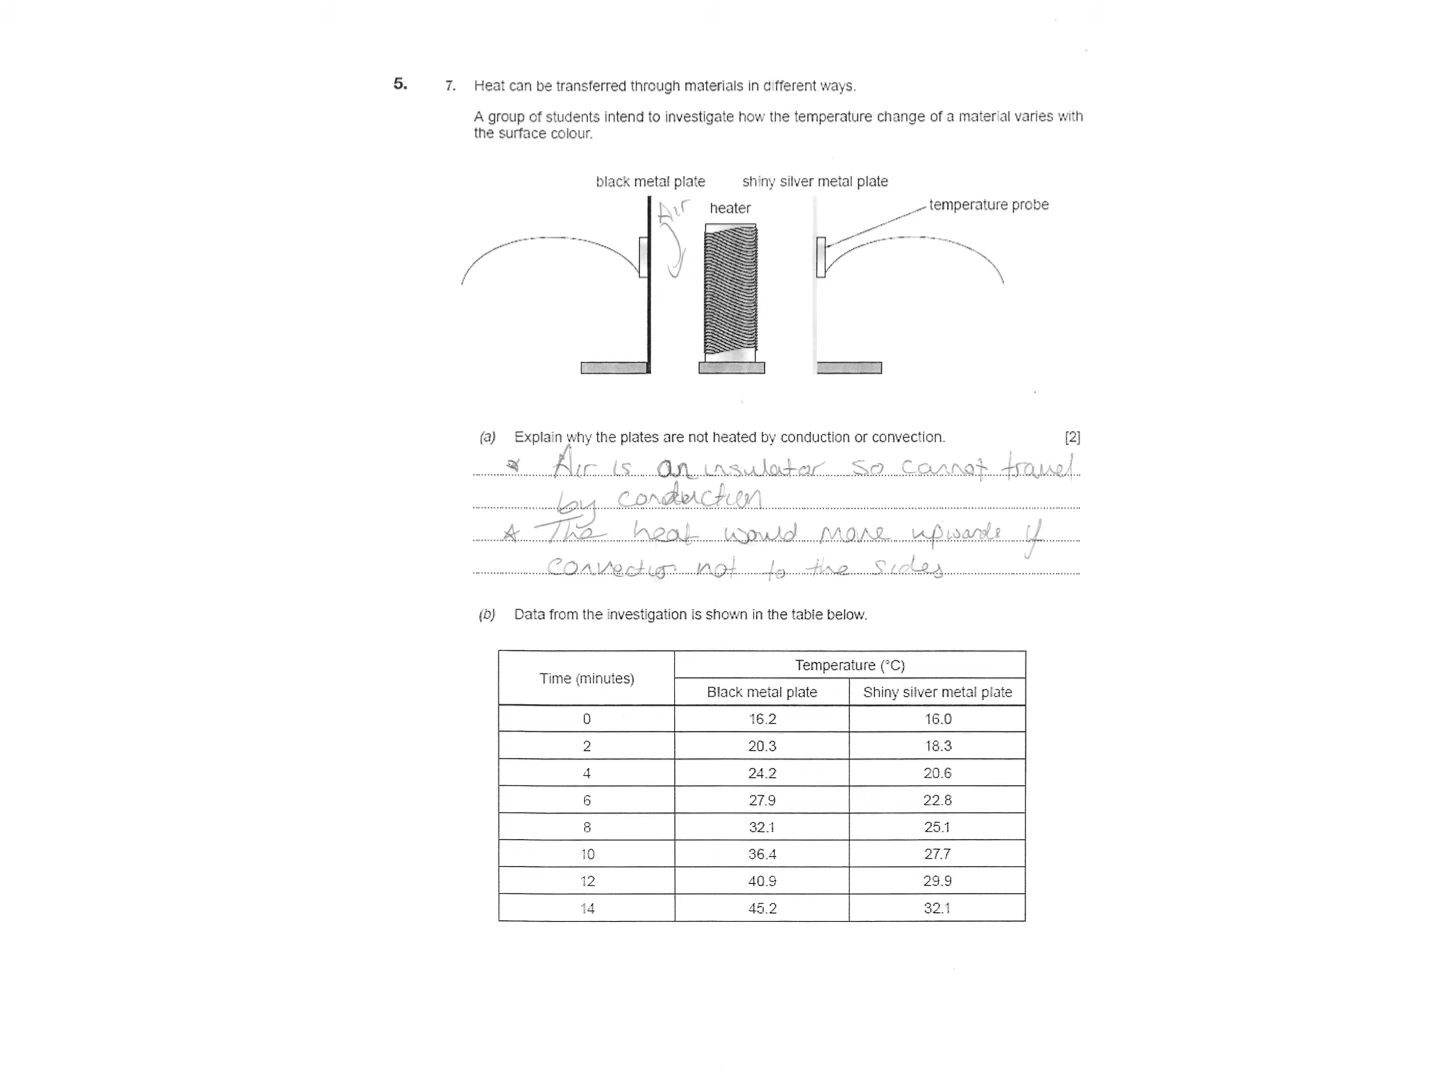 5. 7. Heat can be transferred through materials in different ways.
A group of students intend to investigate how the temperature change of a material varies with
the surface colour.
black metal plate shiny silver metal plate
Air heater temperature probe
(a) Explain why the plates are not heated by conduction or convection. [2]
* Air is an insulator so cannot travel
by conduction
* The heat would move upwards if
convection not to the sides
(b) Data from the investigation is shown in the table below.
Time (minutes) Temperature (°C)
Black metal plate Shiny silver metal plate
0 16.2 16.0
2 20.3 18.3
4 24.2 20.6
6 27.9 22.8
8 32.1 25.1
10 36.4 27.7
12 40.9 29.9
14 45.2 32.1